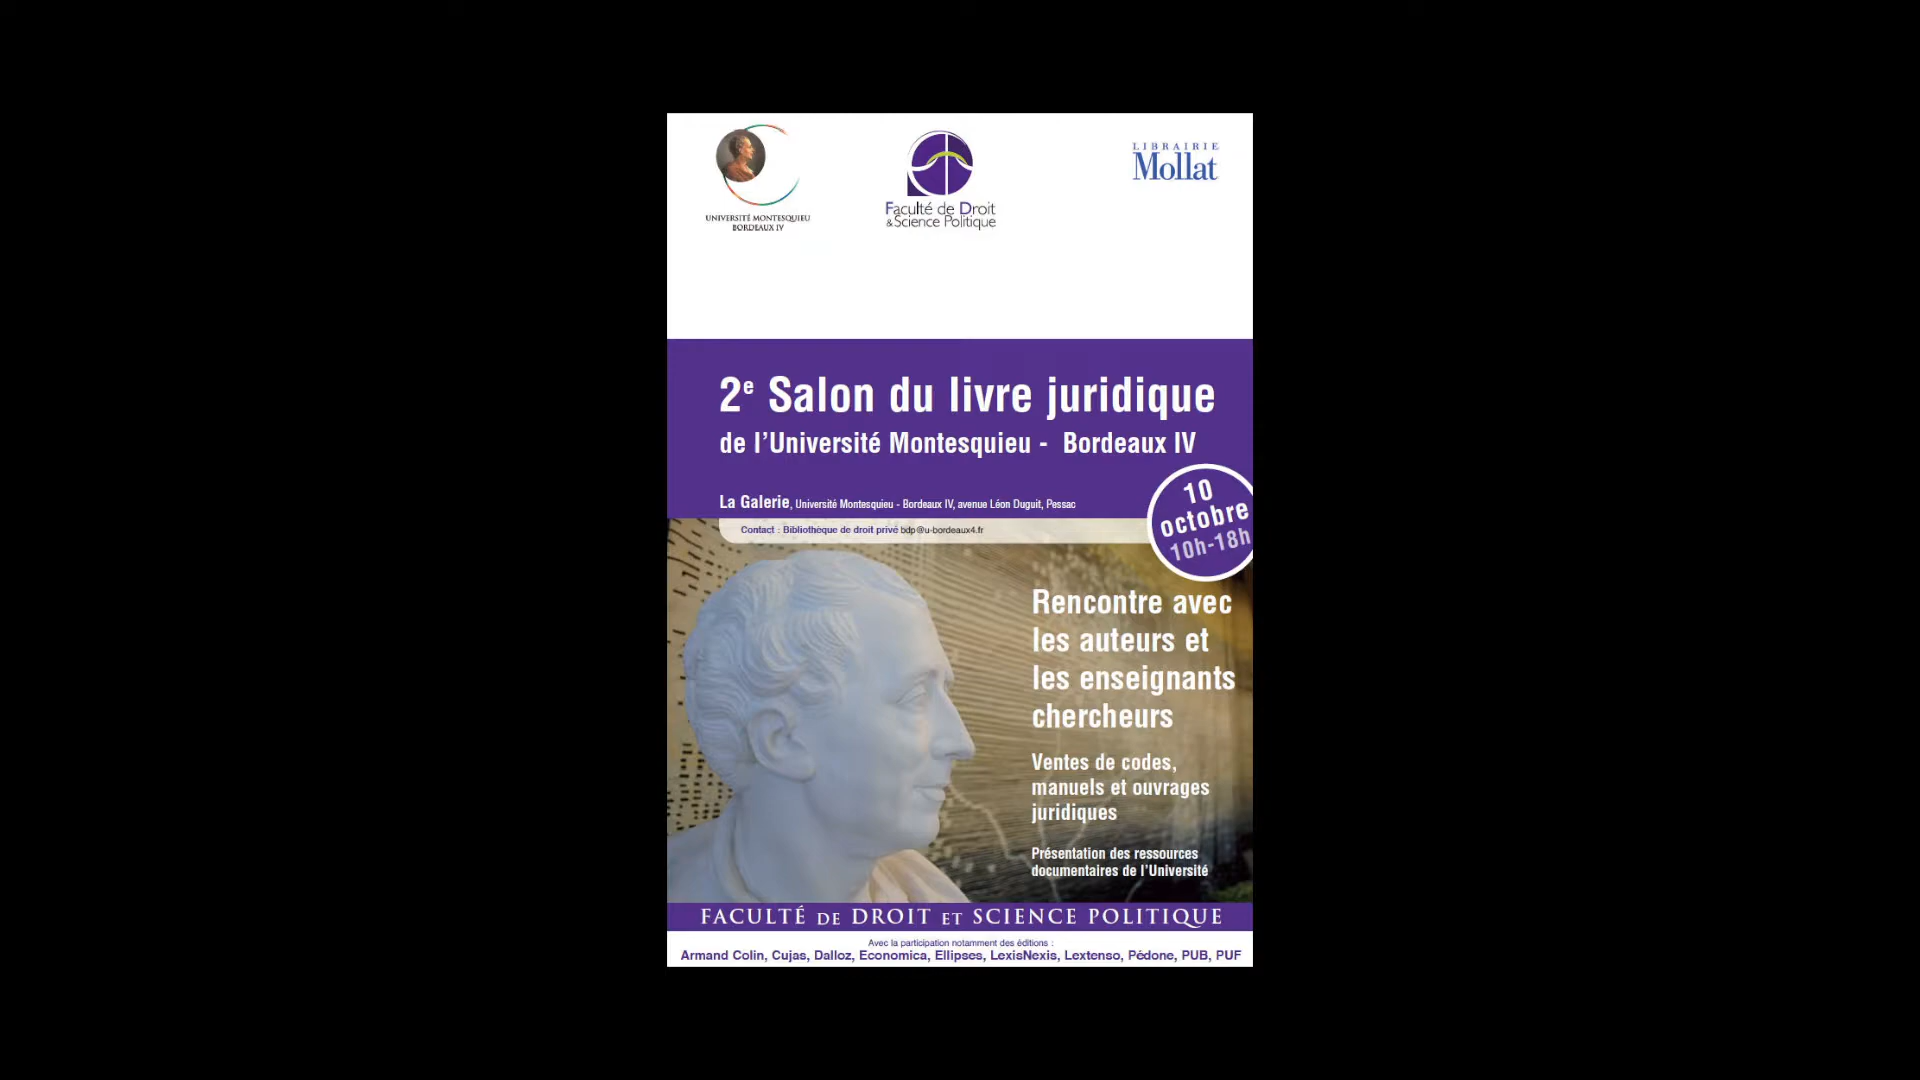 UNIVERSITÉ MONTESQUIEU
BORDEAUX IV
Faculté de Droit
& Science Politique
LIBRAIRIE
Mollat
2e Salon du livre juridique
de l'Université Montesquieu - Bordeaux IV
La Galerie, Université Montesquieu - Bordeaux IV, avenue Léon Duguit, Pessac
Contact : Bibliothèque de droit privé bdp@u-bordeaux4.fr
10
octobre
10h-18h
Rencontre avec
les auteurs et
les enseignants
chercheurs
Ventes de codes,
manuels et ouvrages
juridiques
Présentation des ressources
documentaires de l'Université
FACULTÉ DE DROIT ET SCIENCE POLITIQUE
Avec la participation notamment des éditions :
Armand Colin, Cujas, Dalloz, Economica, Ellipses, LexisNexis, Lextenso, Pédone, PUB, PUF